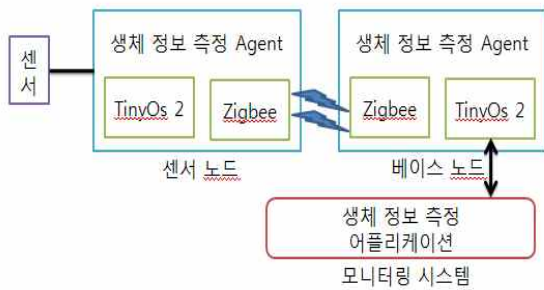 센
서
생체 정보 측정 Agent
TinyOs 2
Zigbee
센서 노드
생체 정보 측정 Agent
Zigbee
TinyOs 2
베이스 노드
생체 정보 측정
어플리케이션
모니터링 시스템